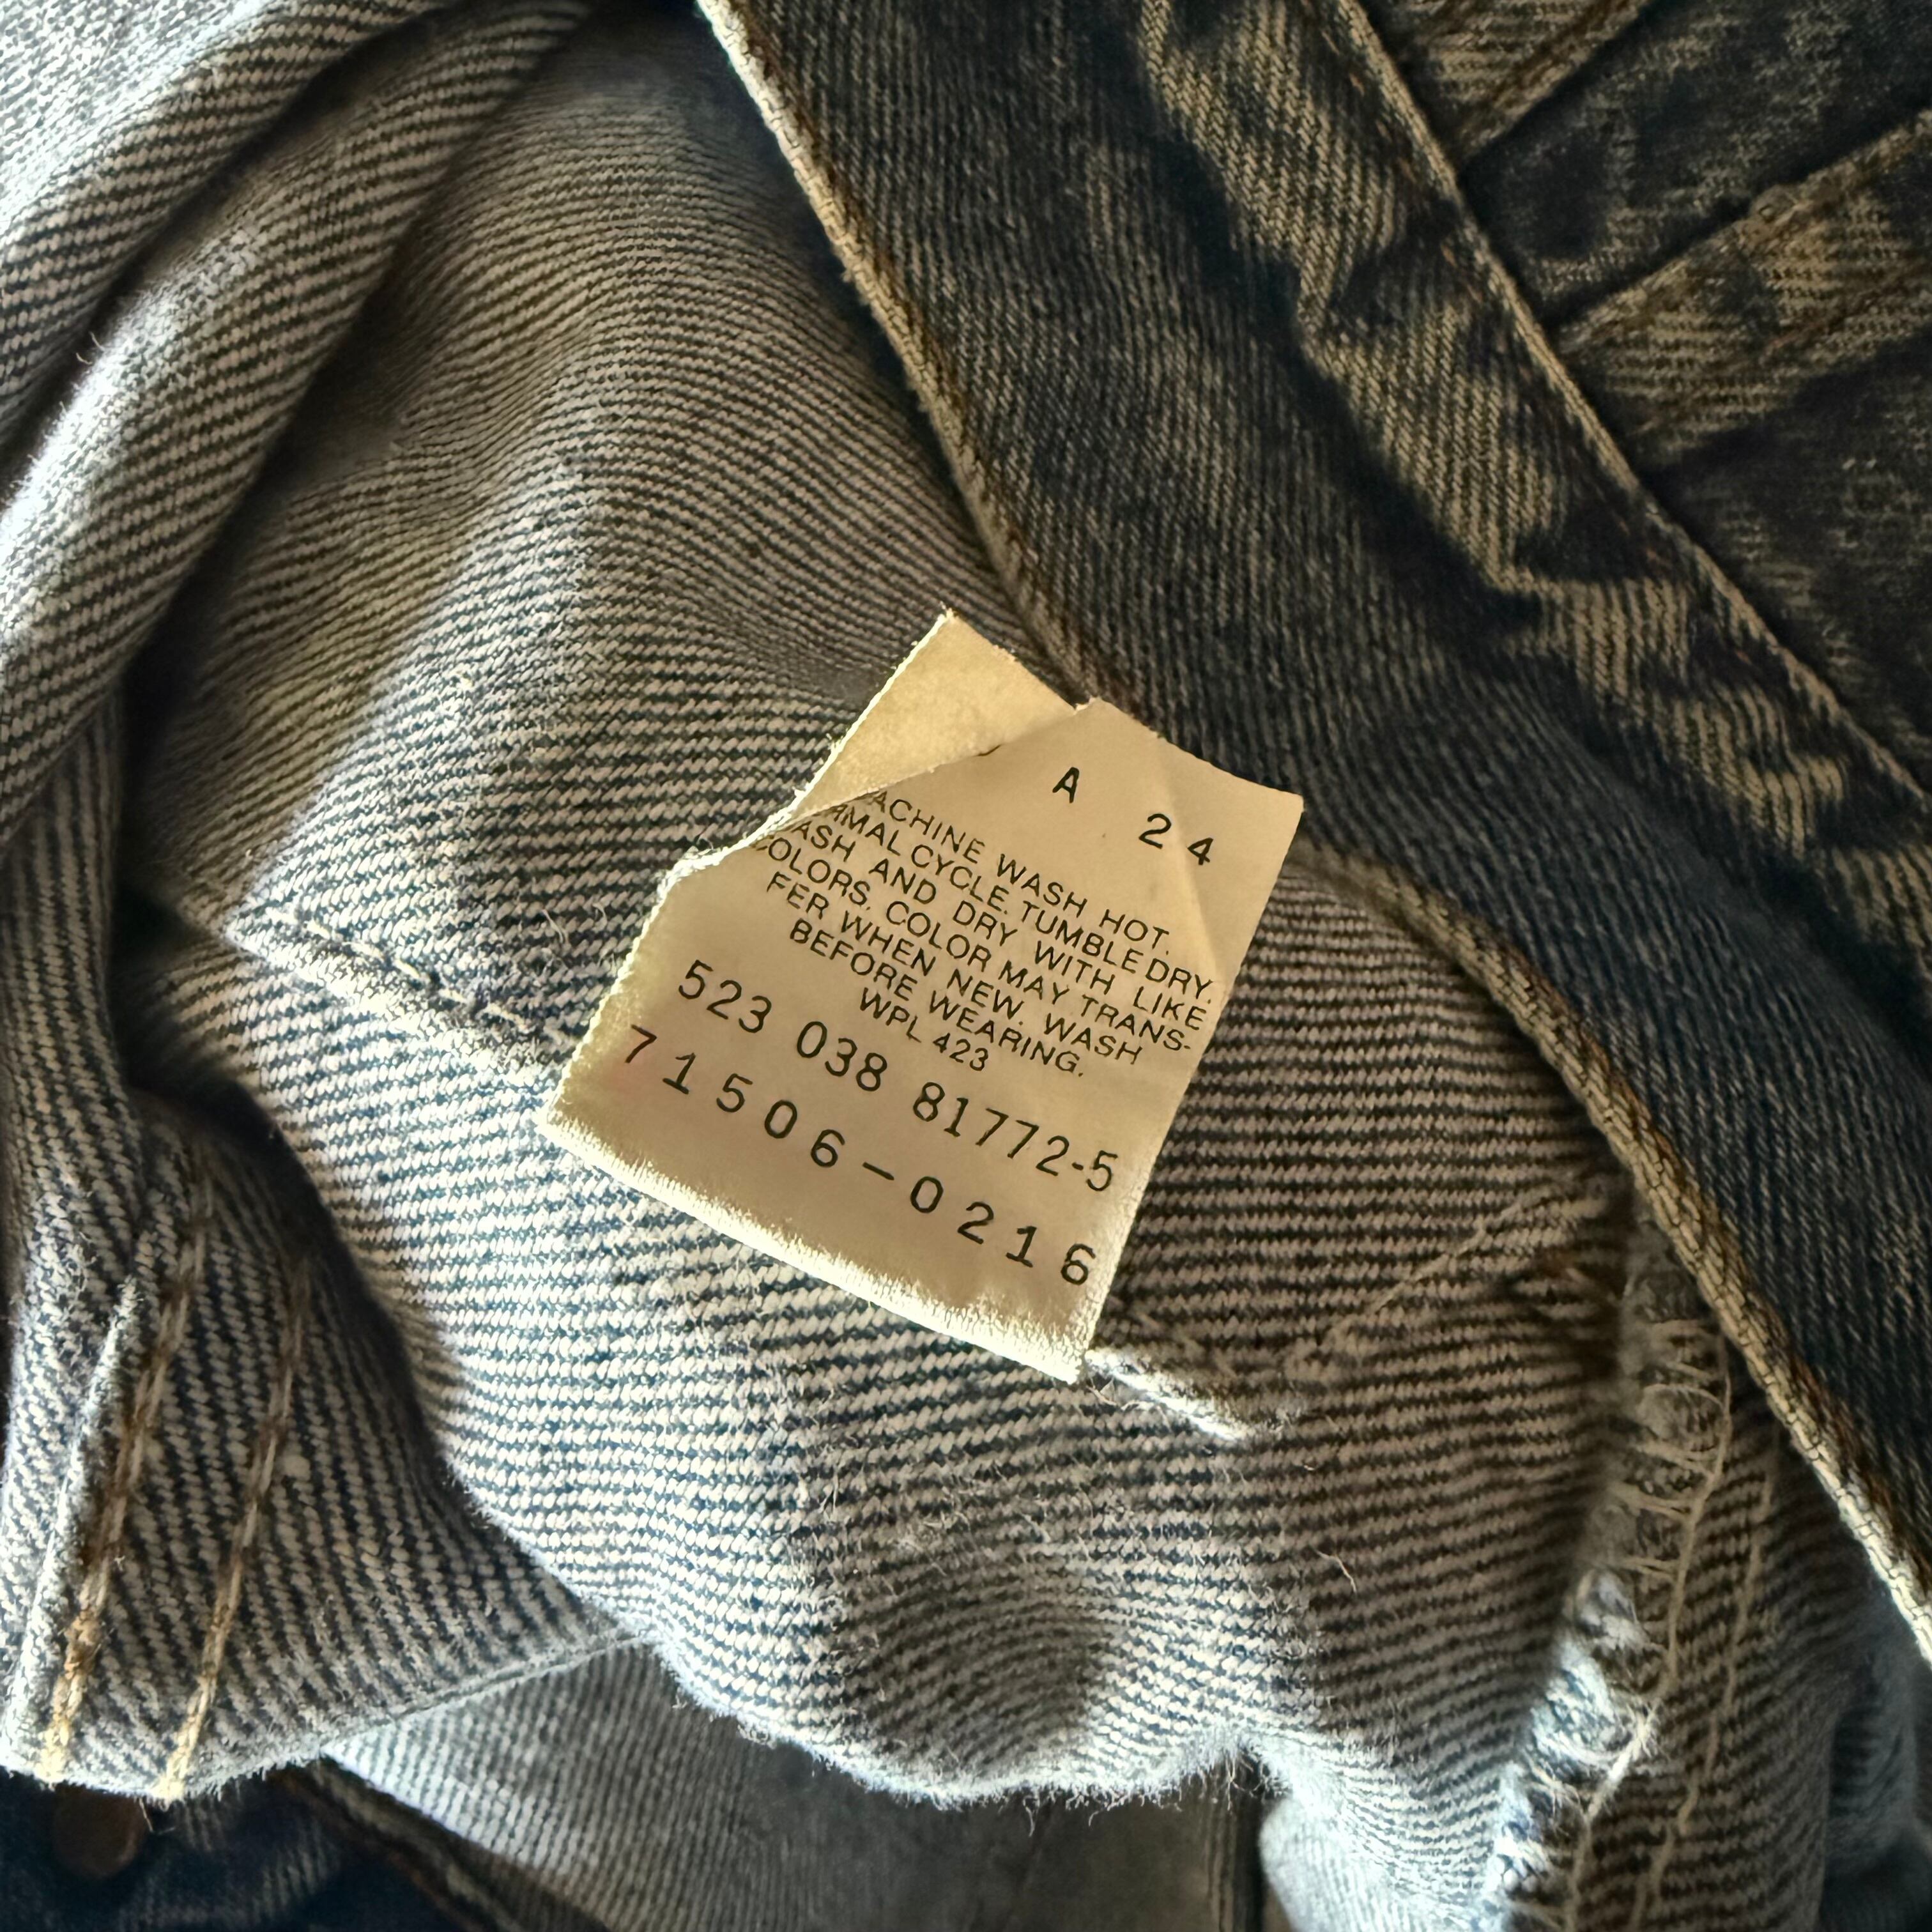 A
24
ACHINE WASH HOT.
RMAL CYCLE. TUMBLE DRY.
ASH AND DRY WITH LIKE
COLORS. COLOR MAY TRANS-
FER WHEN NEW. WASH
BEFORE WEARING.
WPL 423
523 038 81772-5
71506-0216